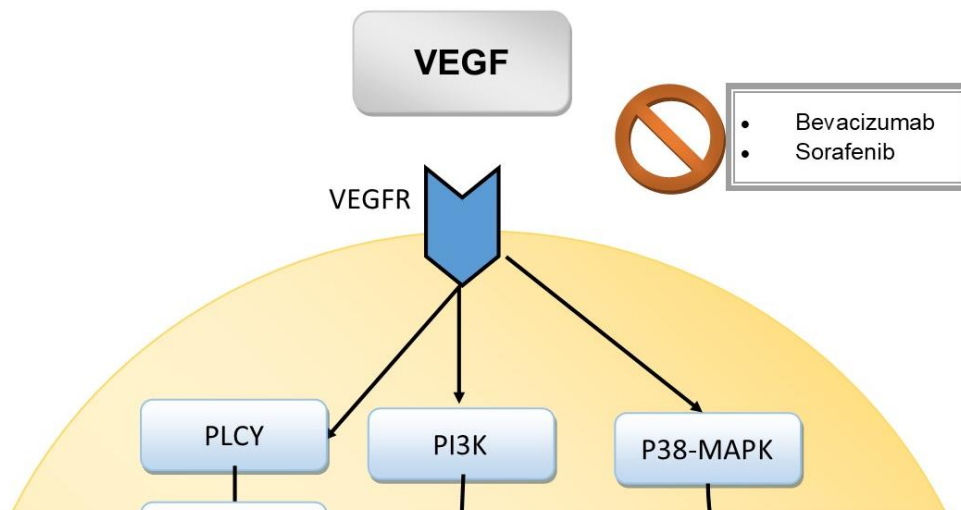 VEGF
• Bevacizumab
• Sorafenib
VEGFR
PLCY
PI3K
P38-MAPK